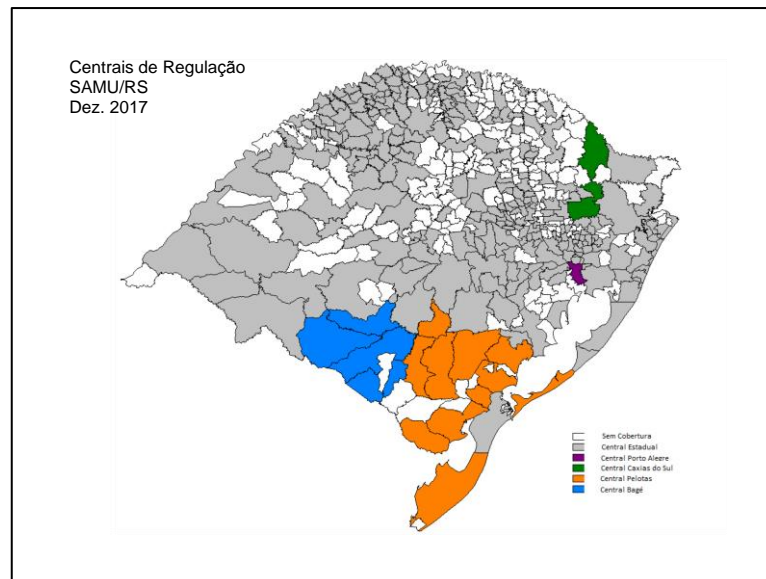 Centrais de Regulação
SAMU/RS
Dez. 2017
Sem Cobertura
Central Estadual
Central Porto Alegre
Central Caxias do Sul
Central Pelotas
Central Bagé